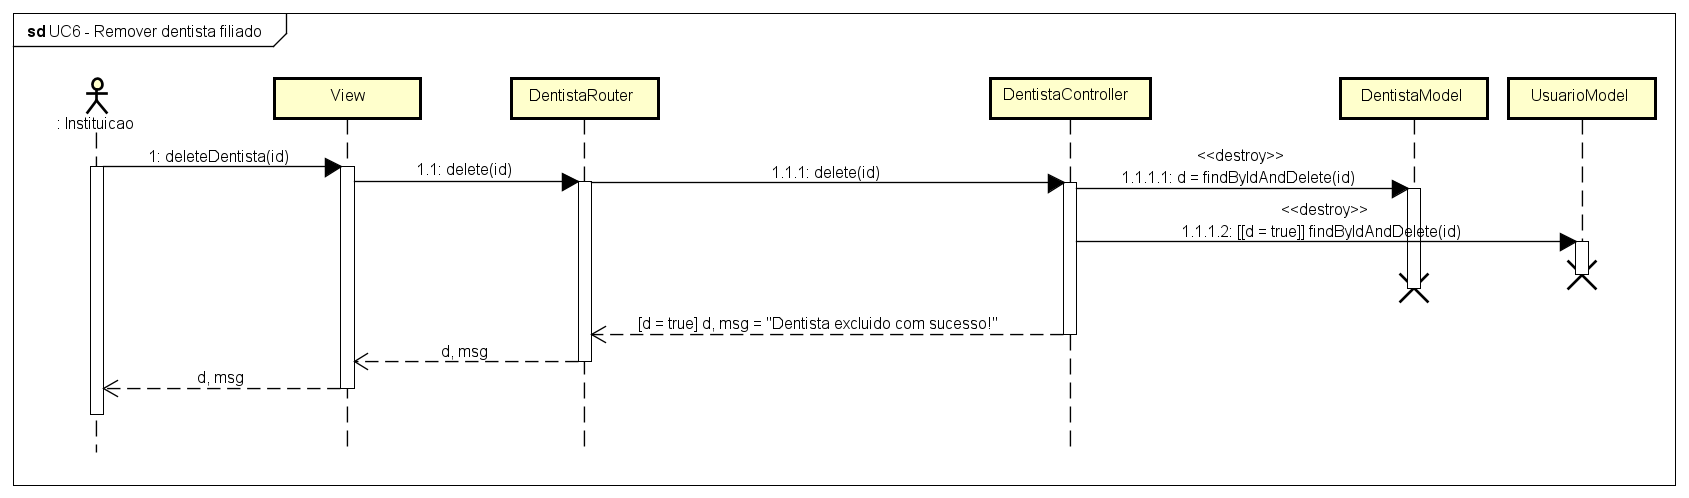 sd UC6 - Remover dentista filiado
: Instituicao
View
DentistaRouter
DentistaController
DentistaModel
UsuarioModel
1: deleteDentista(id)
1.1: delete(id)
1.1.1: delete(id)
<<destroy>>
1.1.1.1: d = findByIdAndDelete(id)
<<destroy>>
1.1.1.2: [[d = true]] findByIdAndDelete(id)
[d = true] d, msg = "Dentista excluido com sucesso!"
d, msg
d, msg